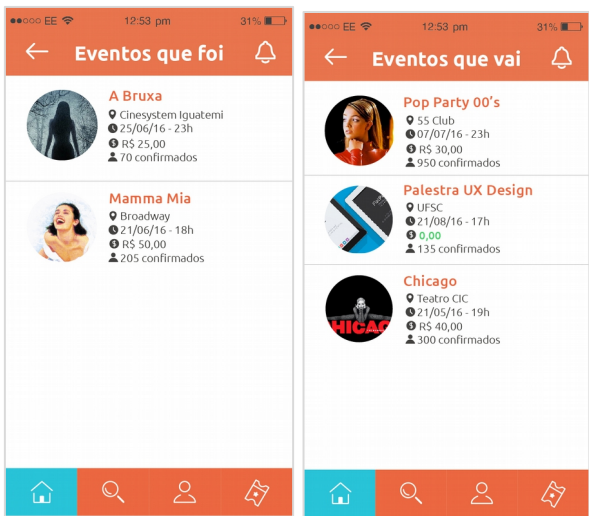 EE 12:53 pm 31%
Eventos que foi
A Bruxa
Cinesystem Iguatemi
25/06/16 - 23h
R$ 25,00
70 confirmados
Mamma Mia
Broadway
21/06/16 - 18h
R$ 50,00
205 confirmados
EE 12:53 pm 31%
Eventos que vai
Pop Party 00's
55 Club
07/07/16 - 23h
R$ 30,00
950 confirmados
Palestra UX Design
UFSC
21/08/16 - 17h
0,00
135 confirmados
Chicago
Teatro CIC
21/05/16 - 19h
R$ 40,00
300 confirmados
HICAG